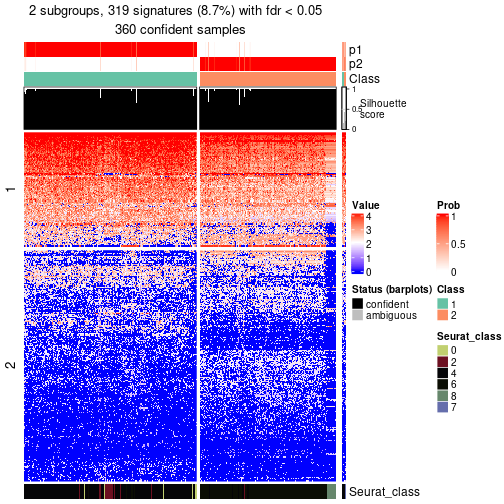 2 subgroups, 319 signatures (8.7%) with fdr < 0.05
360 confident samples
p1
p2
Class
1
0.5
0
Silhouette
score
1
2
Value
4
3
2
1
0
Prob
1
0.5
0
Status (barplots)
confident
ambiguous
Class
1
2
Seurat_class
0
2
4
6
8
7
Seurat_class